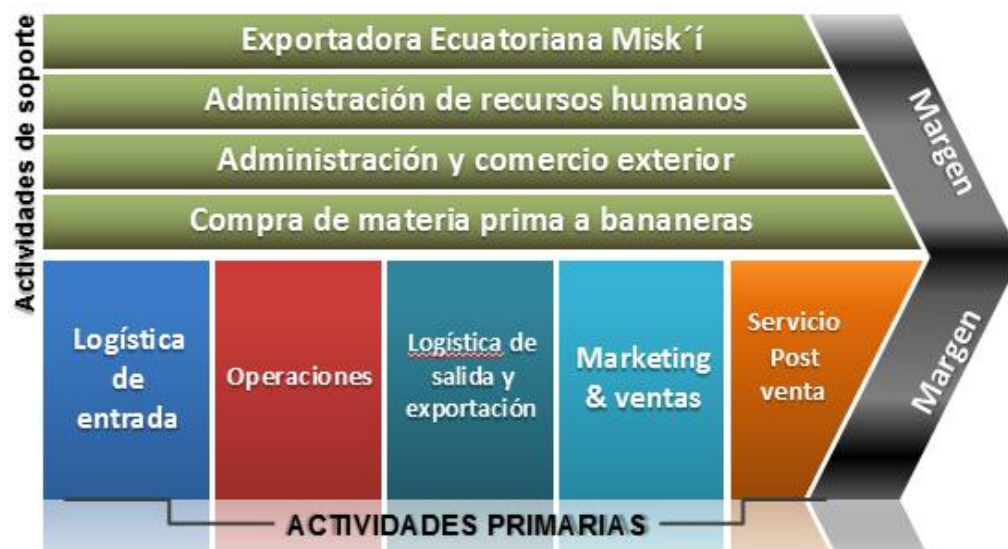 Actividades de soporte
Exportadora Ecuatoriana Misk´í
Administración de recursos humanos
Administración y comercio exterior
Compra de materia prima a bananeras
Margen
Margen
Logística
de
entrada
Operaciones
Logística de
salida y
exportación
Marketing
& ventas
Servicio
Post
venta
ACTIVIDADES PRIMARIAS